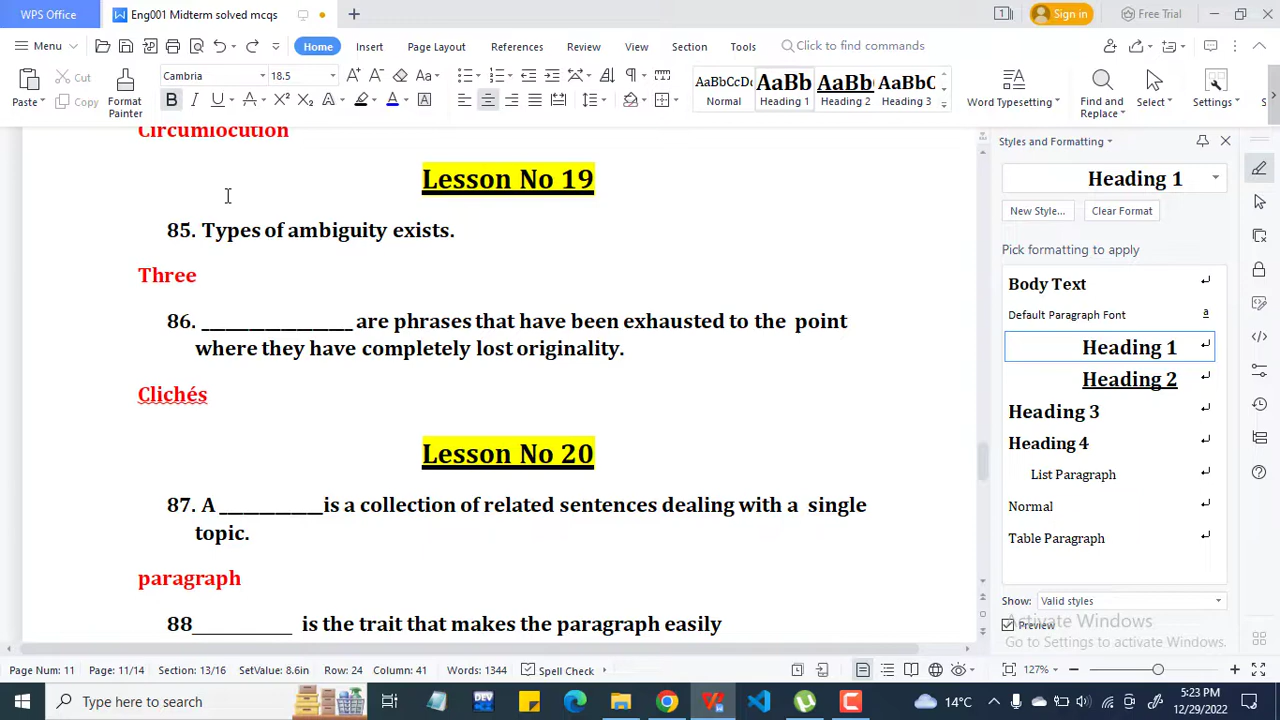 WPS Office
Eng001 Midterm solved mcqs
Sign in
Free Trial
Menu
Home
Insert
Page Layout
References
Review
View
Section
Tools
Click to find commands
Cut
Cambria
18.5
Paste
Copy
Format Painter
B I U A X² X₂ A A A
AaBbCcDc AaBb AaBb AaBbC
Normal Heading 1 Heading 2 Heading 3
Word Typesetting
Find and Replace
Select
Settings
Circumlocution
Lesson No 19
85. Types of ambiguity exists.
Three
86. _________________ are phrases that have been exhausted to the point
where they have completely lost originality.
Clichés
Lesson No 20
87. A ____________is a collection of related sentences dealing with a single
topic.
paragraph
88__________ is the trait that makes the paragraph easily
Styles and Formatting
Heading 1
New Style...
Clear Format
Pick formatting to apply
Body Text
Default Paragraph Font
a
Heading 1
Heading 2
Heading 3
Heading 4
List Paragraph
Normal
Table Paragraph
Show: Valid styles
Preview
Activate Windows
Go to Settings to activate Windows.
Page Num: 11
Page: 11/14
Section: 13/16
SetValue: 8.6in
Row: 24
Column: 41
Words: 1344
Spell Check
127%
Type here to search
DEV
14°C
5:23 PM
12/29/2022